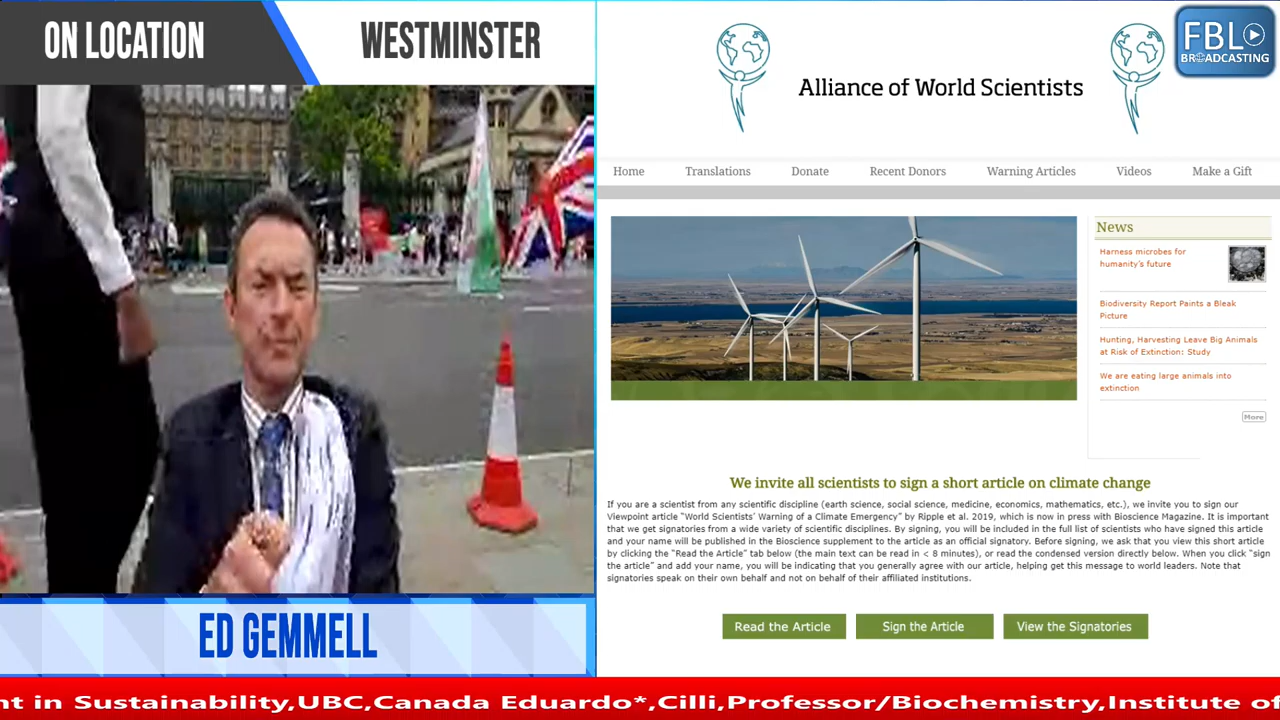 ON LOCATION
WESTMINSTER
FBL
BROADCASTING
Alliance of World Scientists
Home Translations Donate Recent Donors Warning Articles Videos Make a Gift
News
Harness microbes for
humanity's future
Biodiversity Report Paints a Bleak
Picture
Hunting, Harvesting Leave Big Animals
at Risk of Extinction: Study
We are eating large animals into
extinction
More
We invite all scientists to sign a short article on climate change
If you are a scientist from any scientific discipline (earth science, social science, medicine, economics, mathematics, etc.), we invite you to sign our
Viewpoint article “World Scientists’ Warning of a Climate Emergency” by Ripple et al. 2019, which is now in press with Bioscience Magazine. It is important
that we get signatories from a wide variety of scientific disciplines. By signing, you will be included in the full list of scientists who have signed this article
and your name will be published in the Bioscience supplement to the article as an official signatory. Before signing, we ask that you view this short article
by clicking the “Read the Article” tab below (the main text can be read in < 8 minutes), or read the condensed version directly below. When you click “sign
the article” and add your name, you will be indicating that you generally agree with our article, helping get this message to world leaders. Note that
signatories speak on their own behalf and not on behalf of their affiliated institutions.
Read the Article
Sign the Article
View the Signatories
ED GEMMELL
nt in Sustainability,UBC,Canada Eduardo*,Cilli,Professor/Biochemistry,Institute of